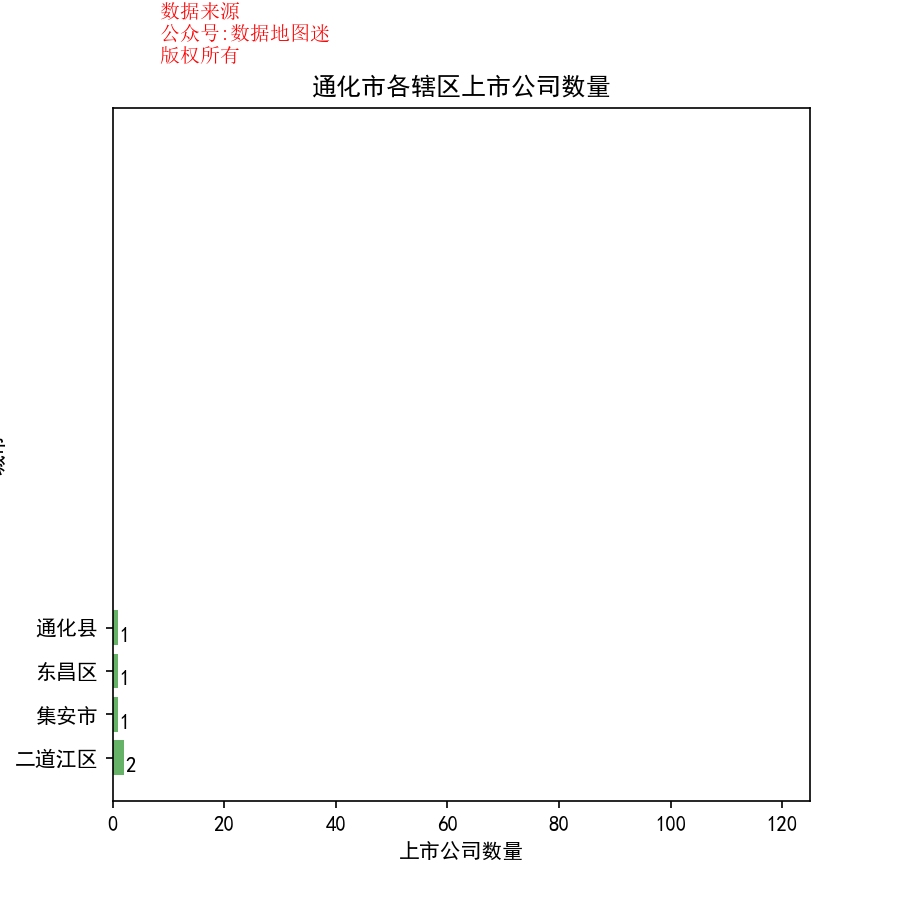 数据来源
公众号:数据地图迷
版权所有
通化市各辖区上市公司数量
通化县
1
东昌区
1
集安市
1
二道江区
2
0 20 40 60 80 100 120
上市公司数量